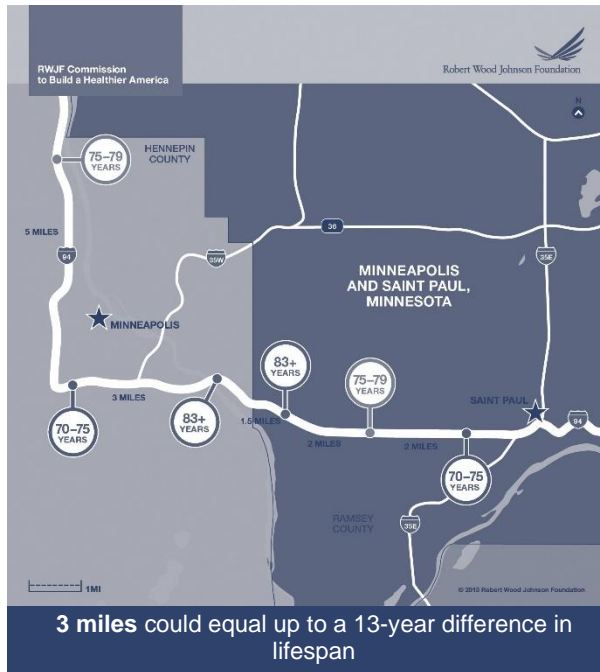 RWJF Commission
to Build a Healthier America
Robert Wood Johnson Foundation
N
HENNEPIN
COUNTY
75–79
YEARS
5 MILES
94
35W
36
35E
MINNEAPOLIS
AND SAINT PAUL,
MINNESOTA
MINNEAPOLIS
3 MILES
70–75
YEARS
83+
YEARS
83+
YEARS
1.5 MILES
75–79
YEARS
2 MILES
2 MILES
SAINT PAUL
94
70–75
YEARS
RAMSEY
COUNTY
35E
1MI
© 2013 Robert Wood Johnson Foundation
3 miles could equal up to a 13-year difference in
lifespan